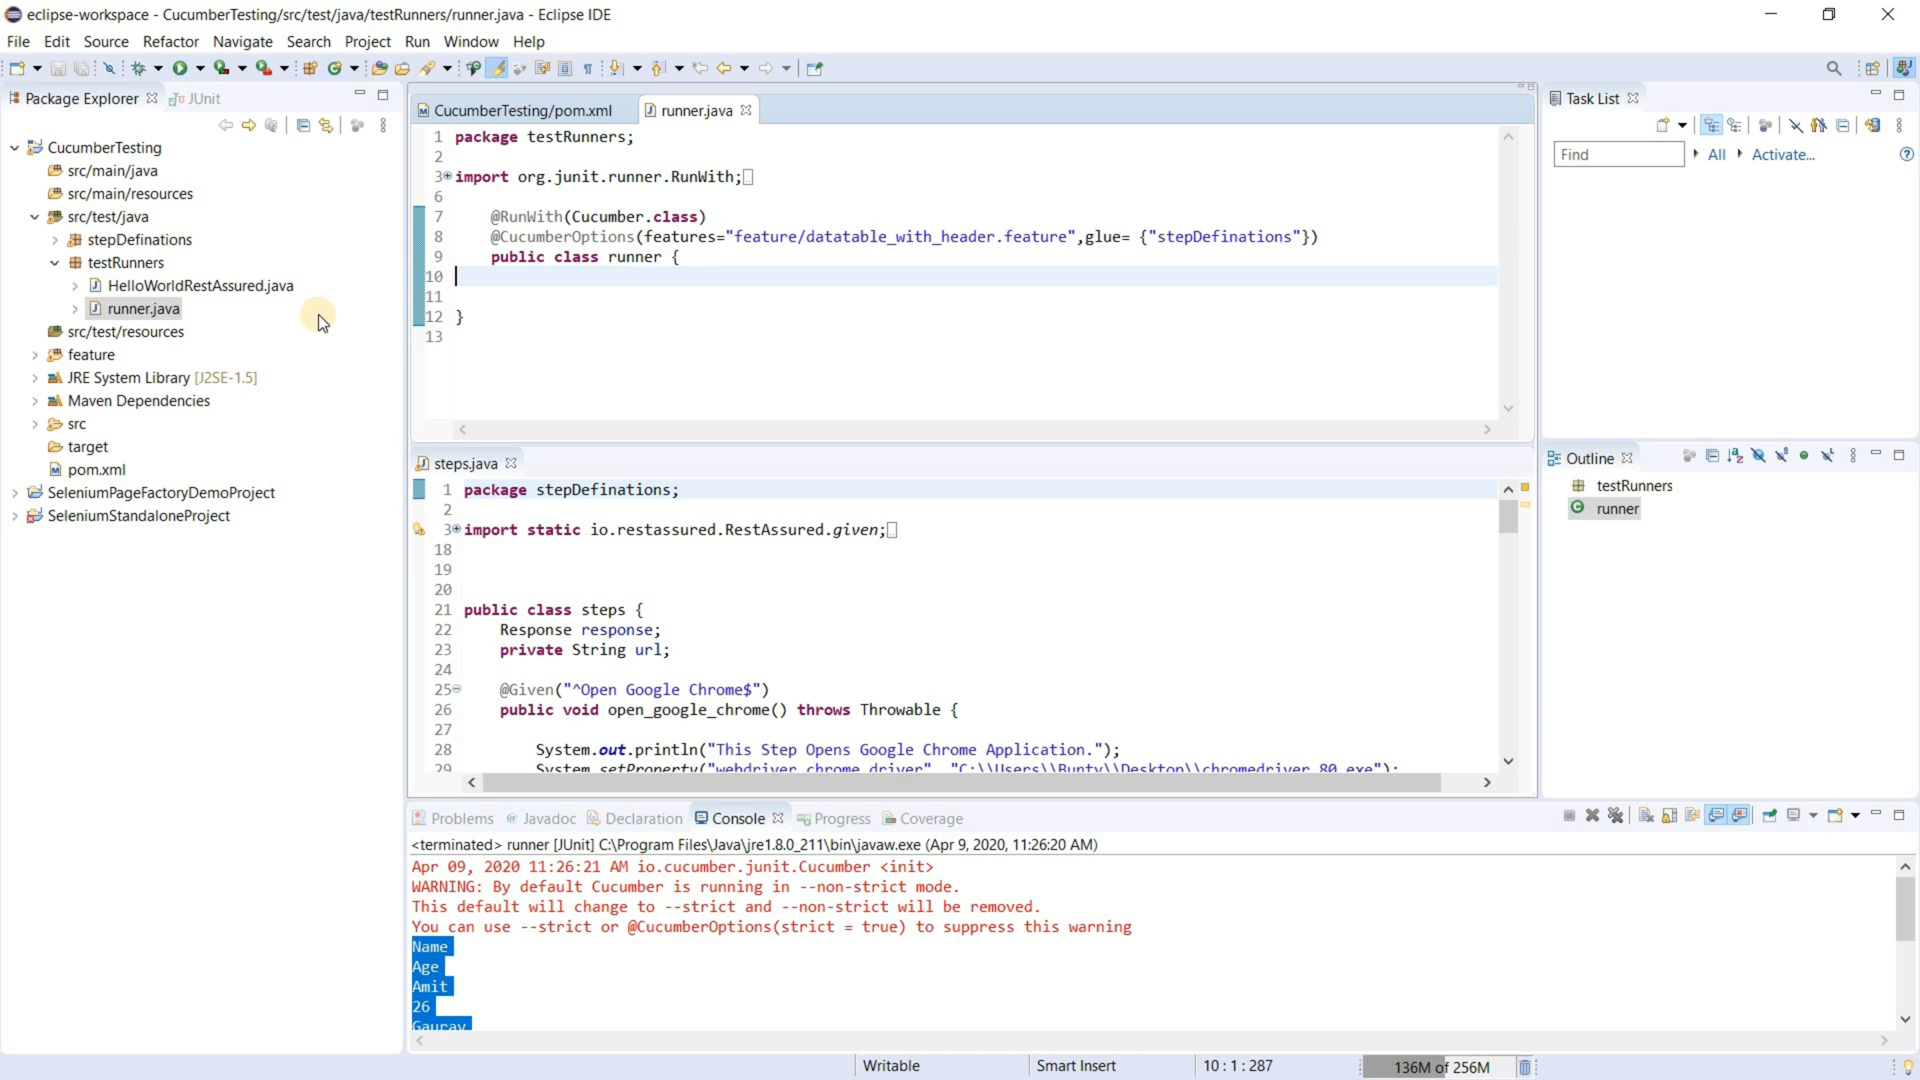 eclipse-workspace - CucumberTesting/src/test/java/testRunners/runner.java - Eclipse IDE
File Edit Source Refactor Navigate Search Project Run Window Help
Package Explorer JUnit
CucumberTesting
src/main/java
src/main/resources
src/test/java
stepDefinations
testRunners
HelloWorldRestAssured.java
runner.java
src/test/resources
feature
JRE System Library [J2SE-1.5]
Maven Dependencies
src
target
pom.xml
SeleniumPageFactoryDemoProject
SeleniumStandaloneProject
CucumberTesting/pom.xml runner.java
1 package testRunners;
2
3 import org.junit.runner.RunWith;
6
7 @RunWith(Cucumber.class)
8 @CucumberOptions(features="feature/datatable_with_header.feature",glue= {"stepDefinations"})
9 public class runner {
10
11
12 }
13
steps.java
1 package stepDefinations;
2
3 import static io.restassured.RestAssured.given;
18
19
20
21 public class steps {
22 Response response;
23 private String url;
24
25 @Given("^Open Google Chrome$")
26 public void open_google_chrome() throws Throwable {
27
28 System.out.println("This Step Opens Google Chrome Application.");
29 System.setProperty("webdriver.chrome.driver", "C:\\Users\\Bunty\\Desktop\\chromedriver_80.exe");
Task List
Find All Activate...
Outline
testRunners
runner
Problems Javadoc Declaration Console Progress Coverage
<terminated> runner [JUnit] C:\Program Files\Java\jre1.8.0_211\bin\javaw.exe (Apr 9, 2020, 11:26:20 AM)
Apr 09, 2020 11:26:21 AM io.cucumber.junit.Cucumber <init>
WARNING: By default Cucumber is running in --non-strict mode.
This default will change to --strict and --non-strict will be removed.
You can use --strict or @CucumberOptions(strict = true) to suppress this warning
Name
Age
Amit
26
Gaurav
Writable Smart Insert 10 : 1 : 287 136M of 256M